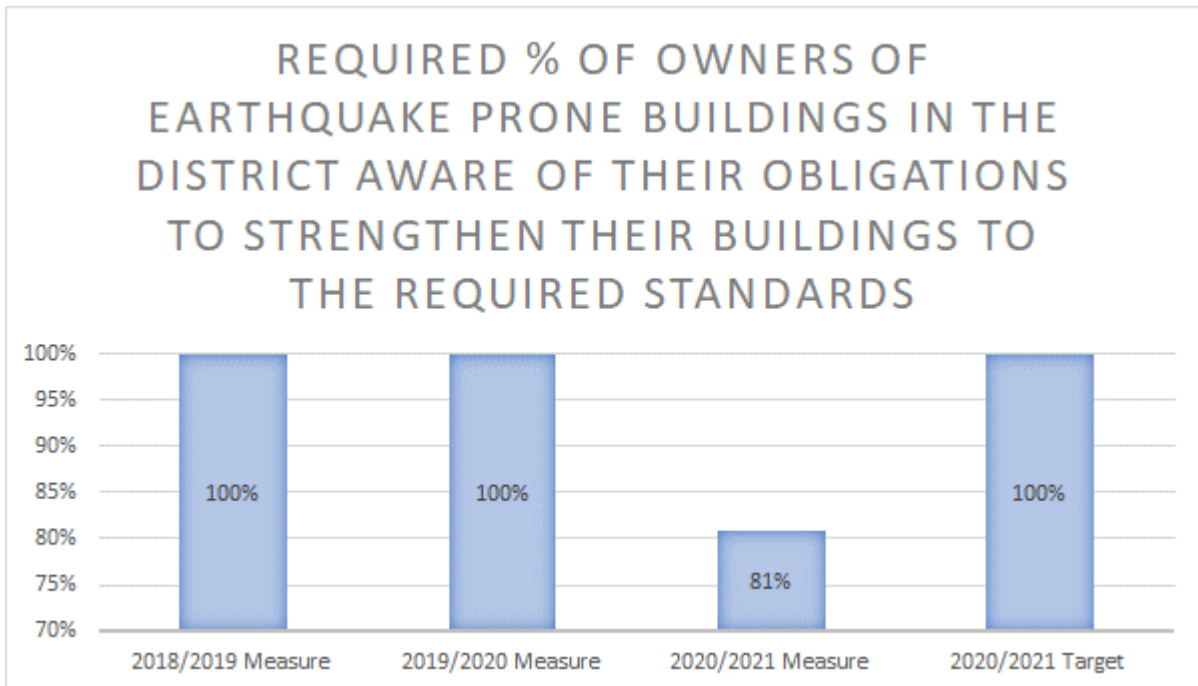 REQUIRED % OF OWNERS OF
EARTHQUAKE PRONE BUILDINGS IN THE
DISTRICT AWARE OF THEIR OBLIGATIONS
TO STRENGTHEN THEIR BUILDINGS TO
THE REQUIRED STANDARDS
100%
95%
90%
85%
80%
75%
70%
100%
100%
81%
100%
2018/2019 Measure
2019/2020 Measure
2020/2021 Measure
2020/2021 Target